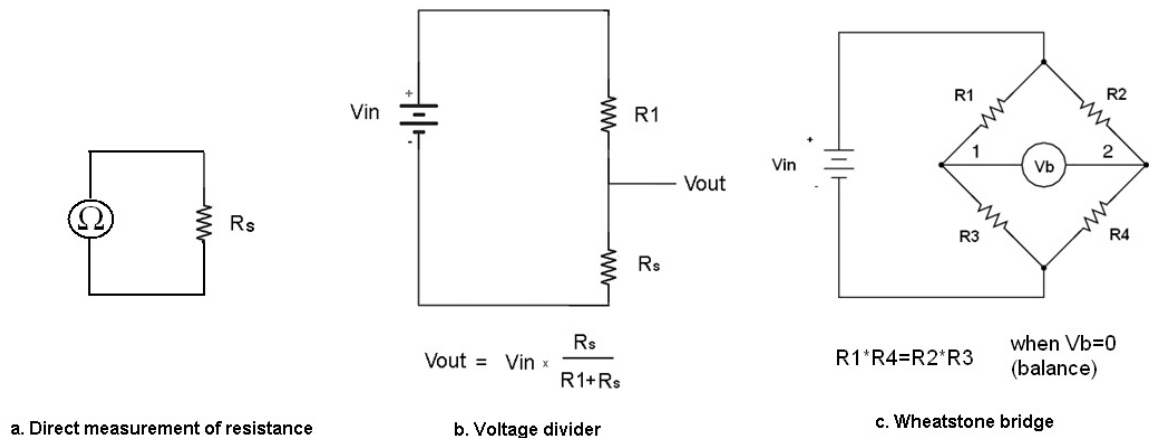 Ω
Rs
a. Direct measurement of resistance
Vin
+
-
R1
Vout
Rs
Vout = Vin × Rs / R1+Rs
b. Voltage divider
Vin
+
-
R1
R2
1
Vb
2
R3
R4
R1*R4=R2*R3
when Vb=0
(balance)
c. Wheatstone bridge